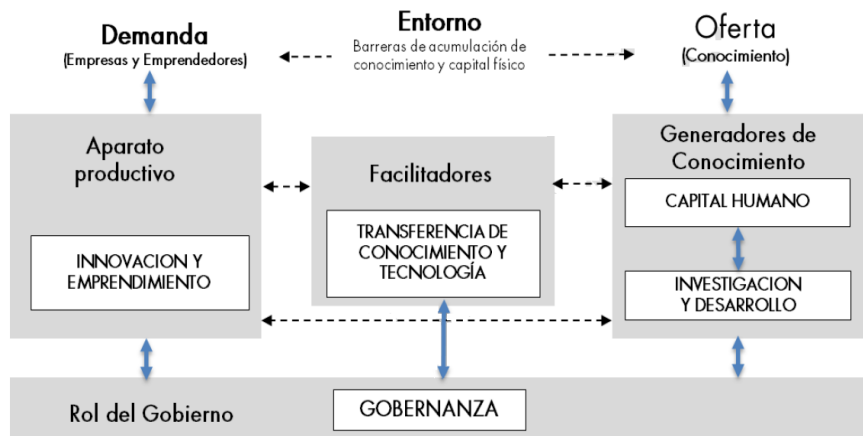 Demanda
(Empresas y Emprendedores)
Entorno
Barreras de acumulación de
conocimiento y capital físico
Oferta
(Conocimiento)
Aparato
productivo
INNOVACION Y
EMPRENDIMIENTO
Facilitadores
TRANSFERENCIA DE
CONOCIMIENTO Y
TECNOLOGÍA
Generadores de
Conocimiento
CAPITAL HUMANO
INVESTIGACION
Y DESARROLLO
Rol del Gobierno
GOBERNANZA